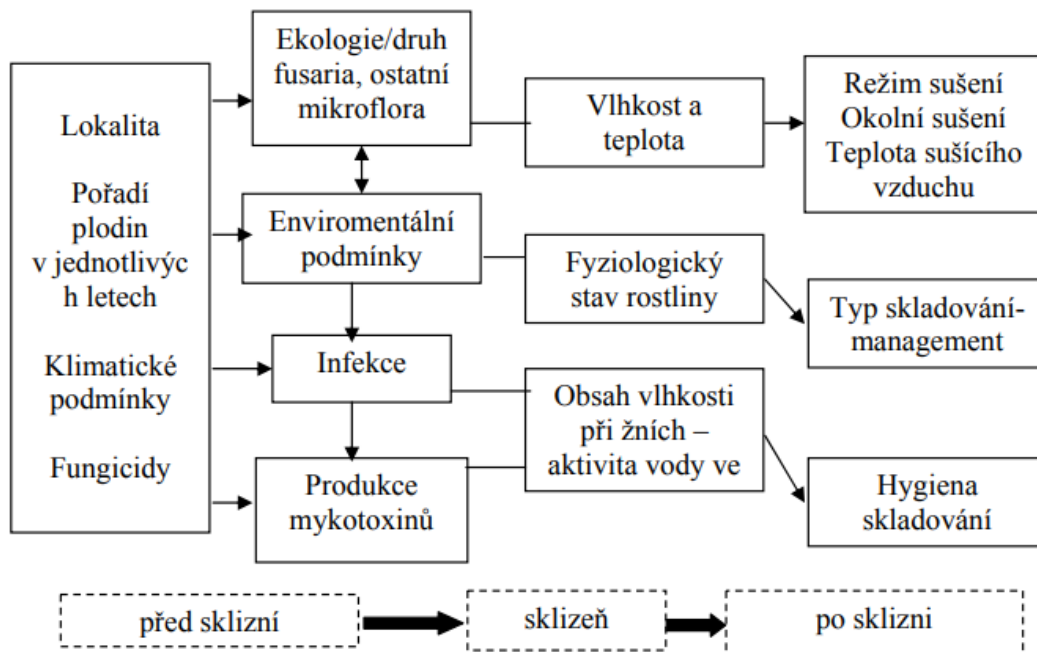 Lokalita
Pořadí
plodin
v jednotlivýc
h letech
Klimatické
podmínky
Fungicidy
Ekologie/druh
fusaria, ostatní
mikroflora
Enviromentální
podmínky
Infekce
Produkce
mykotoxinů
Vlhkost a
teplota
Fyziologický
stav rostliny
Obsah vlhkosti
při žních –
aktivita vody ve
Režim sušení
Okolní sušení
Teplota sušícího
vzduchu
Typ skladování-
management
Hygiena
skladování
před sklizní
sklizeň
po sklizni